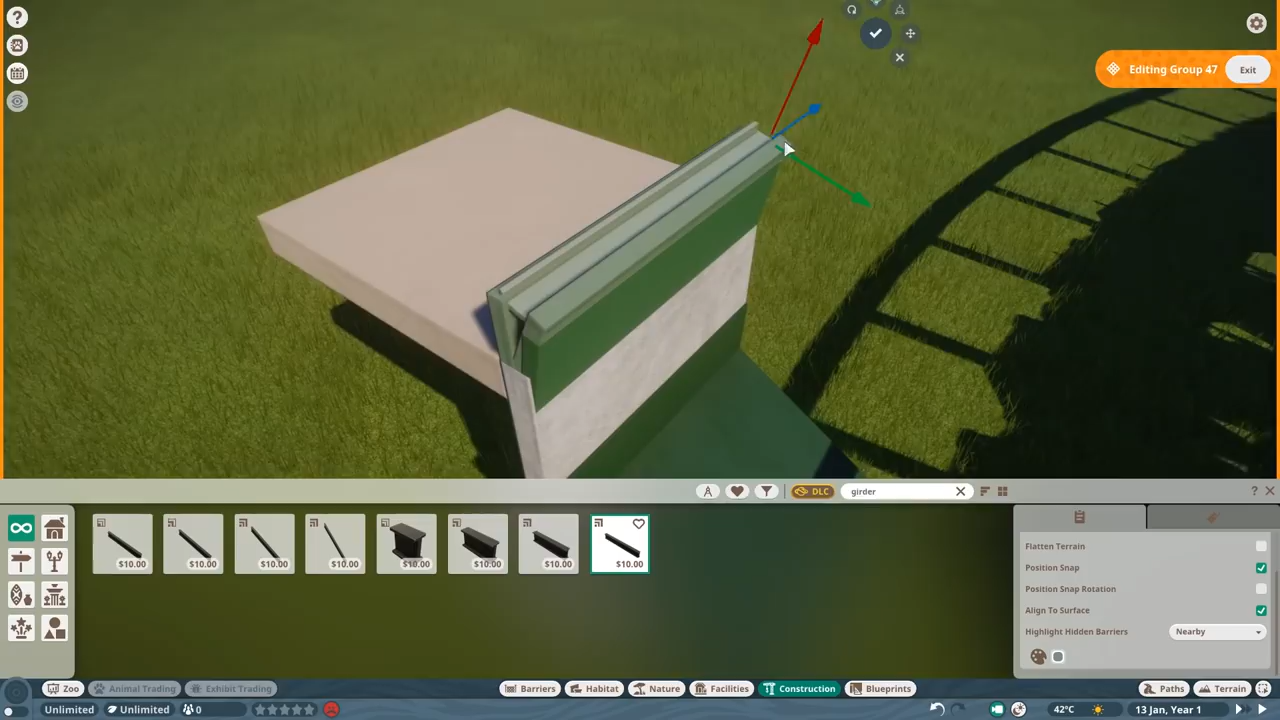 ?
Editing Group 47 Exit
DLC girder
?
$10.00 $10.00 $10.00 $10.00 $10.00 $10.00 $10.00 $10.00
Flatten Terrain
Position Snap
Position Snap Rotation
Align To Surface
Highlight Hidden Barriers Nearby
Zoo Animal Trading Exhibit Trading Barriers Habitat Nature Facilities Construction Blueprints Paths Terrain
Unlimited Unlimited 0 42°C 13 Jan, Year 1